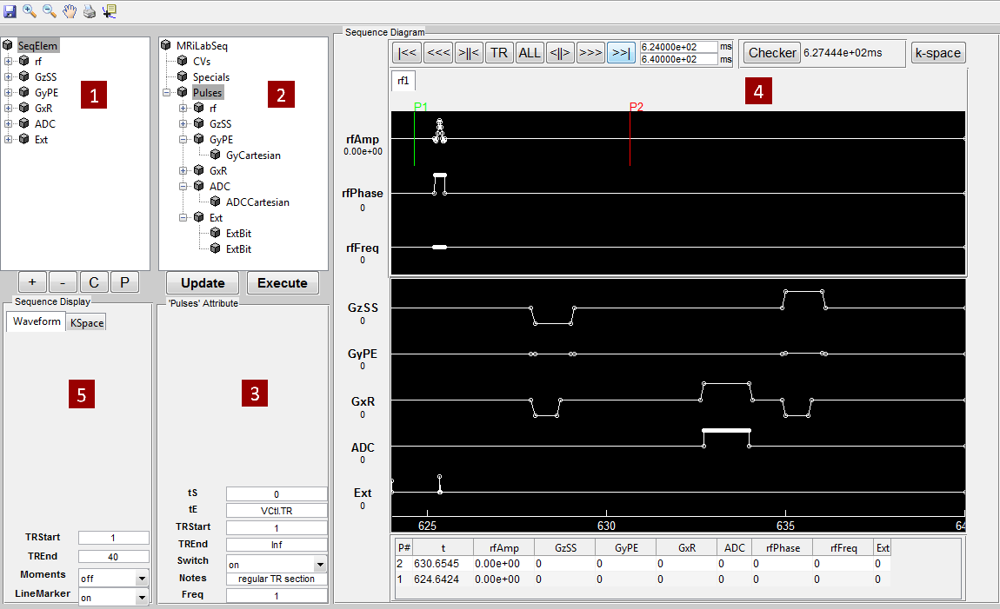 Sequence Diagram
|<< <<< >||< TR ALL <||> >>> >>| 6.24000e+02 ms
6.40000e+02 ms
Checker 6.27444e+02ms k-space
SeqElem
rf
GzSS
GyPE
GxR
ADC
Ext
1
MRiLabSeq
CVs
Specials
Pulses
rf
GzSS
GyPE
GyCartesian
GxR
ADC
ADCCartesian
Ext
ExtBit
ExtBit
2
+ - C P
Update Execute
Sequence Display
Waveform KSpace
5
TRStart 1
TREnd 40
Moments off
LineMarker on
'Pulses' Attribute
3
tS 0
tE VCtl.TR
TRStart 1
TREnd Inf
Switch on
Notes regular TR section
Freq 1
rf1
4
P1 P2
rfAmp
0.00e+00
rfPhase
0
rfFreq
0
GzSS
0
GyPE
0
GxR
0
ADC
0
Ext
0
625 630 635 64
P# t rfAmp GzSS GyPE GxR ADC rfPhase rfFreq Ext
2 630.6545 0.00e+00 0 0 0 0 0 0 0
1 624.6424 0.00e+00 0 0 0 0 0 0 0